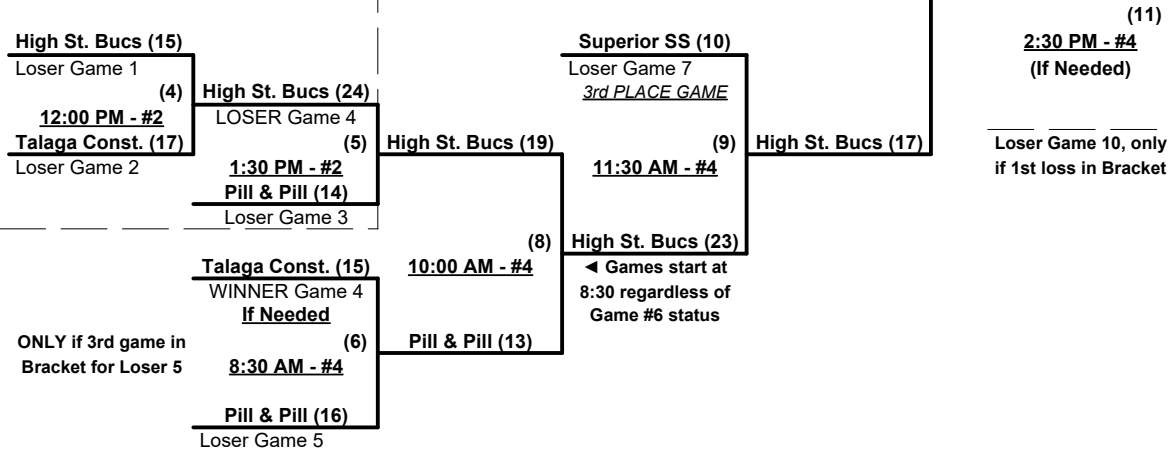 (11)
High St. Bucs (15)
Superior SS (10)
2:30 PM - #4
Loser Game 1
Loser Game 7
(If Needed)
(4)
High St. Bucs (24)
3rd PLACE GAME
12:00 PM - #2
LOSER Game 4
Talaga Const. (17)
(5)
High St. Bucs (19)
(9)
High St. Bucs (17)
Loser Game 10, only
Loser Game 2
1:30 PM - #2
11:30 AM - #4
if 1st loss in Bracket
Pill & Pill (14)
Loser Game 3
(8)
High St. Bucs (23)
Talaga Const. (15)
10:00 AM - #4
◄ Games start at
WINNER Game 4
8:30 regardless of
If Needed
Game #6 status
ONLY if 3rd game in
(6)
Pill & Pill (13)
Bracket for Loser 5
8:30 AM - #4
Pill & Pill (16)
Loser Game 5